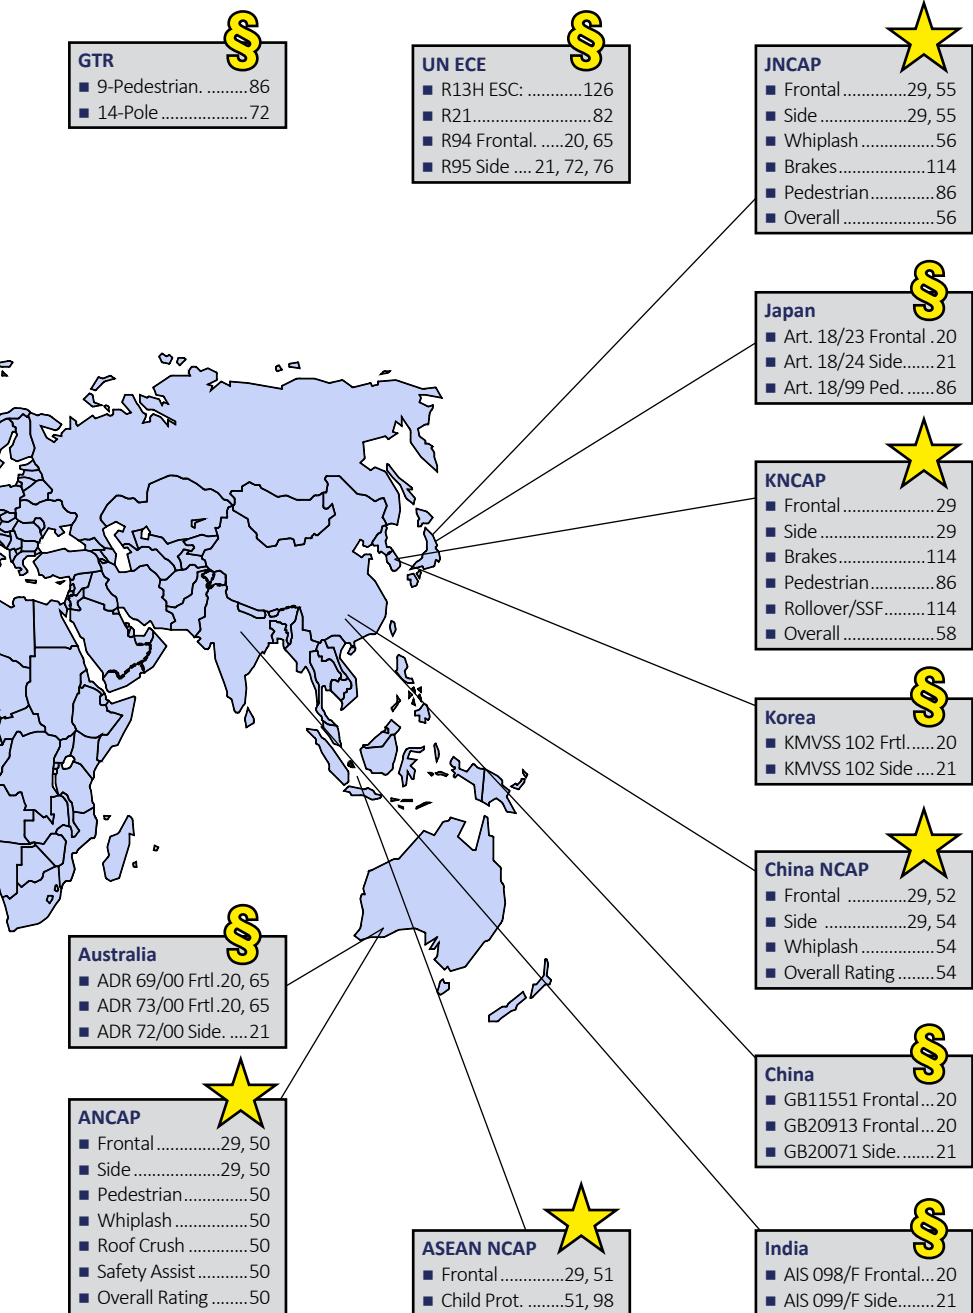 §
GTR
■ 9-Pedestrian. .........86
■ 14-Pole ..................72
§
UN ECE
■ R13H ESC: ............126
■ R21.........................82
■ R94 Frontal. .....20, 65
■ R95 Side .... 21, 72, 76
JNCAP
■ Frontal .............29, 55
■ Side ..................29, 55
■ Whiplash ................56
■ Brakes...................114
■ Pedestrian..............86
■ Overall ...................56
§
Japan
■ Art. 18/23 Frontal .20
■ Art. 18/24 Side.......21
■ Art. 18/99 Ped. ......86
KNCAP
■ Frontal ...................29
■ Side ........................29
■ Brakes...................114
■ Pedestrian..............86
■ Rollover/SSF.........114
■ Overall ...................58
§
Korea
■ KMVSS 102 Frtl......20
■ KMVSS 102 Side ....21
China NCAP
■ Frontal ............29, 52
■ Side .................29, 54
■ Whiplash ................54
■ Overall Rating ........54
§
Australia
■ ADR 69/00 Frtl .20, 65
■ ADR 73/00 Frtl .20, 65
■ ADR 72/00 Side. ....21
§
China
■ GB11551 Frontal...20
■ GB20913 Frontal...20
■ GB20071 Side........21
ANCAP
■ Frontal .............29, 50
■ Side ..................29, 50
■ Pedestrian.............50
■ Whiplash ...............50
■ Roof Crush ............50
■ Safety Assist ..........50
■ Overall Rating ........50
ASEAN NCAP
■ Frontal .............29, 51
■ Child Prot. ........51, 98
§
India
■ AIS 098/F Frontal...20
■ AIS 099/F Side.......21